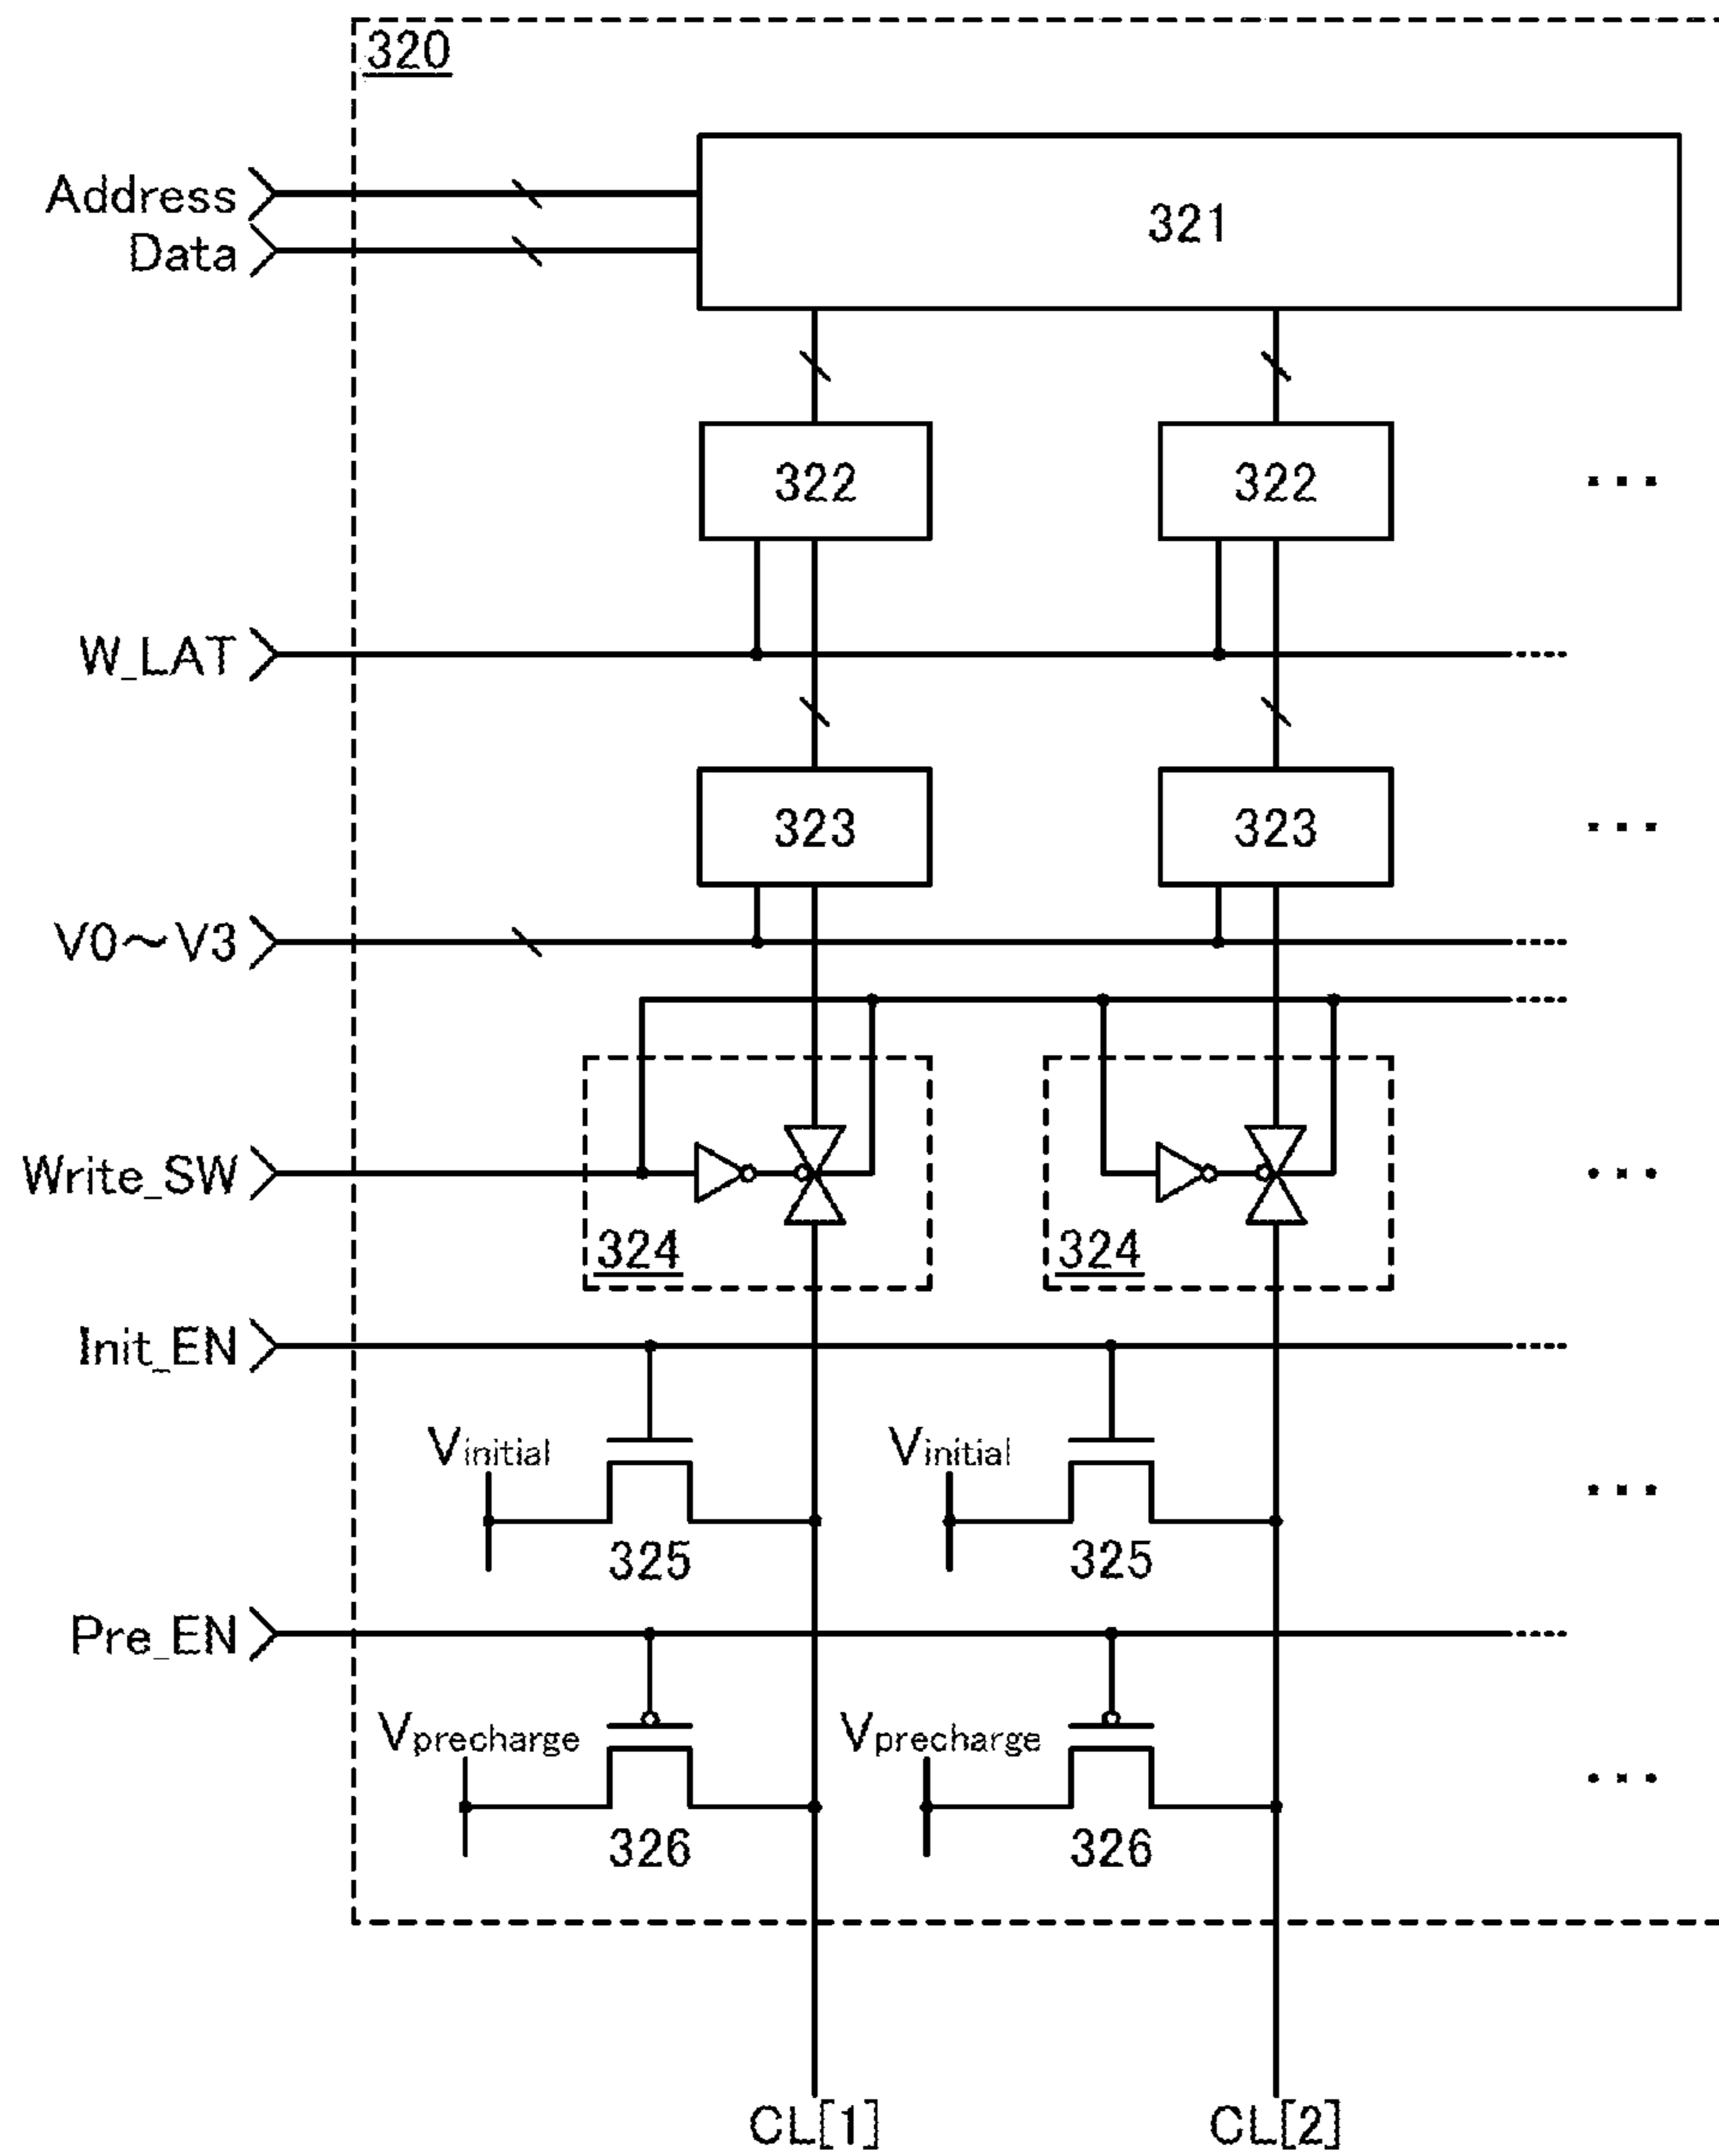 320
Address
Data
321
322 322 ...
W_LAT
323 323 ...
V0～V3
Write_SW ...
324 324
Init_EN
Vinitial Vinitial
...
325 325
Pre_EN
Vprecharge Vprecharge
...
326 326
CL[1] CL[2]